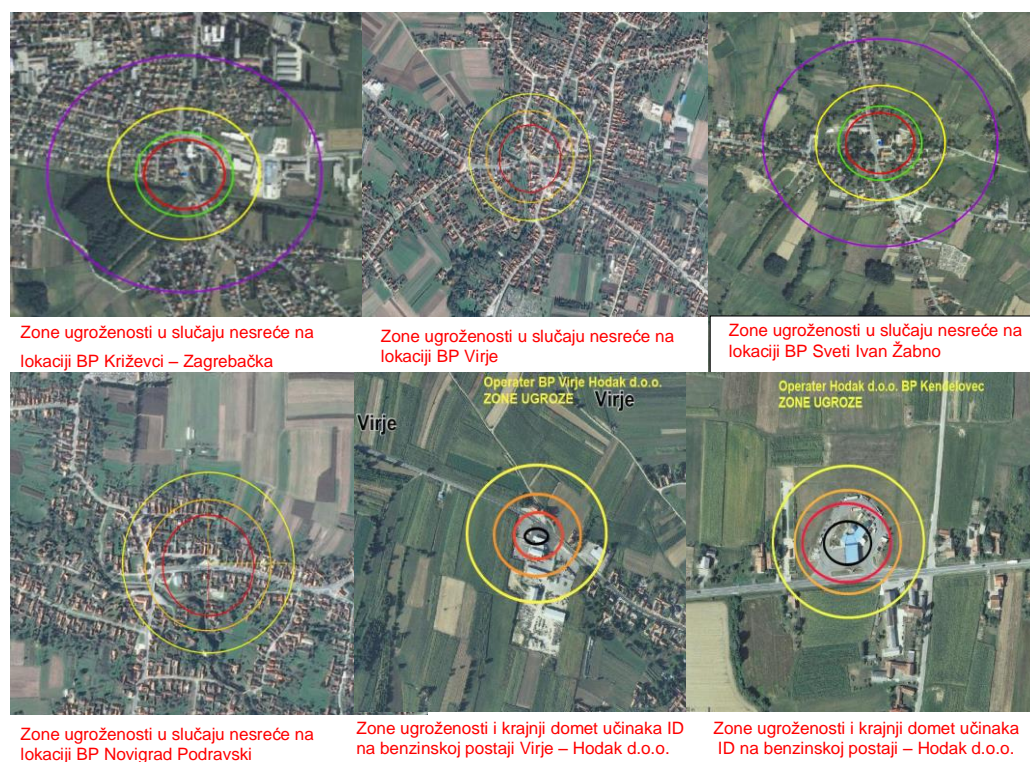 Zone ugroženosti u slučaju nesreće na
lokaciji BP Križevci – Zagrebačka
Zone ugroženosti u slučaju nesreće na
lokaciji BP Virje
Zone ugroženosti u slučaju nesreće na
lokaciji BP Sveti Ivan Žabno
Operater BP Virje Hodak d.o.o.
ZONE UGROZE
Virje
Virje
Operater Hodak d.o.o. BP Kenđelovec
ZONE UGROZE
Zone ugroženosti u slučaju nesreće na
lokaciji BP Novigrad Podravski
Zone ugroženosti i krajnji domet učinaka ID
na benzinskoj postaji Virje – Hodak d.o.o.
Zone ugroženosti i krajnji domet učinaka
ID na benzinskoj postaji – Hodak d.o.o.